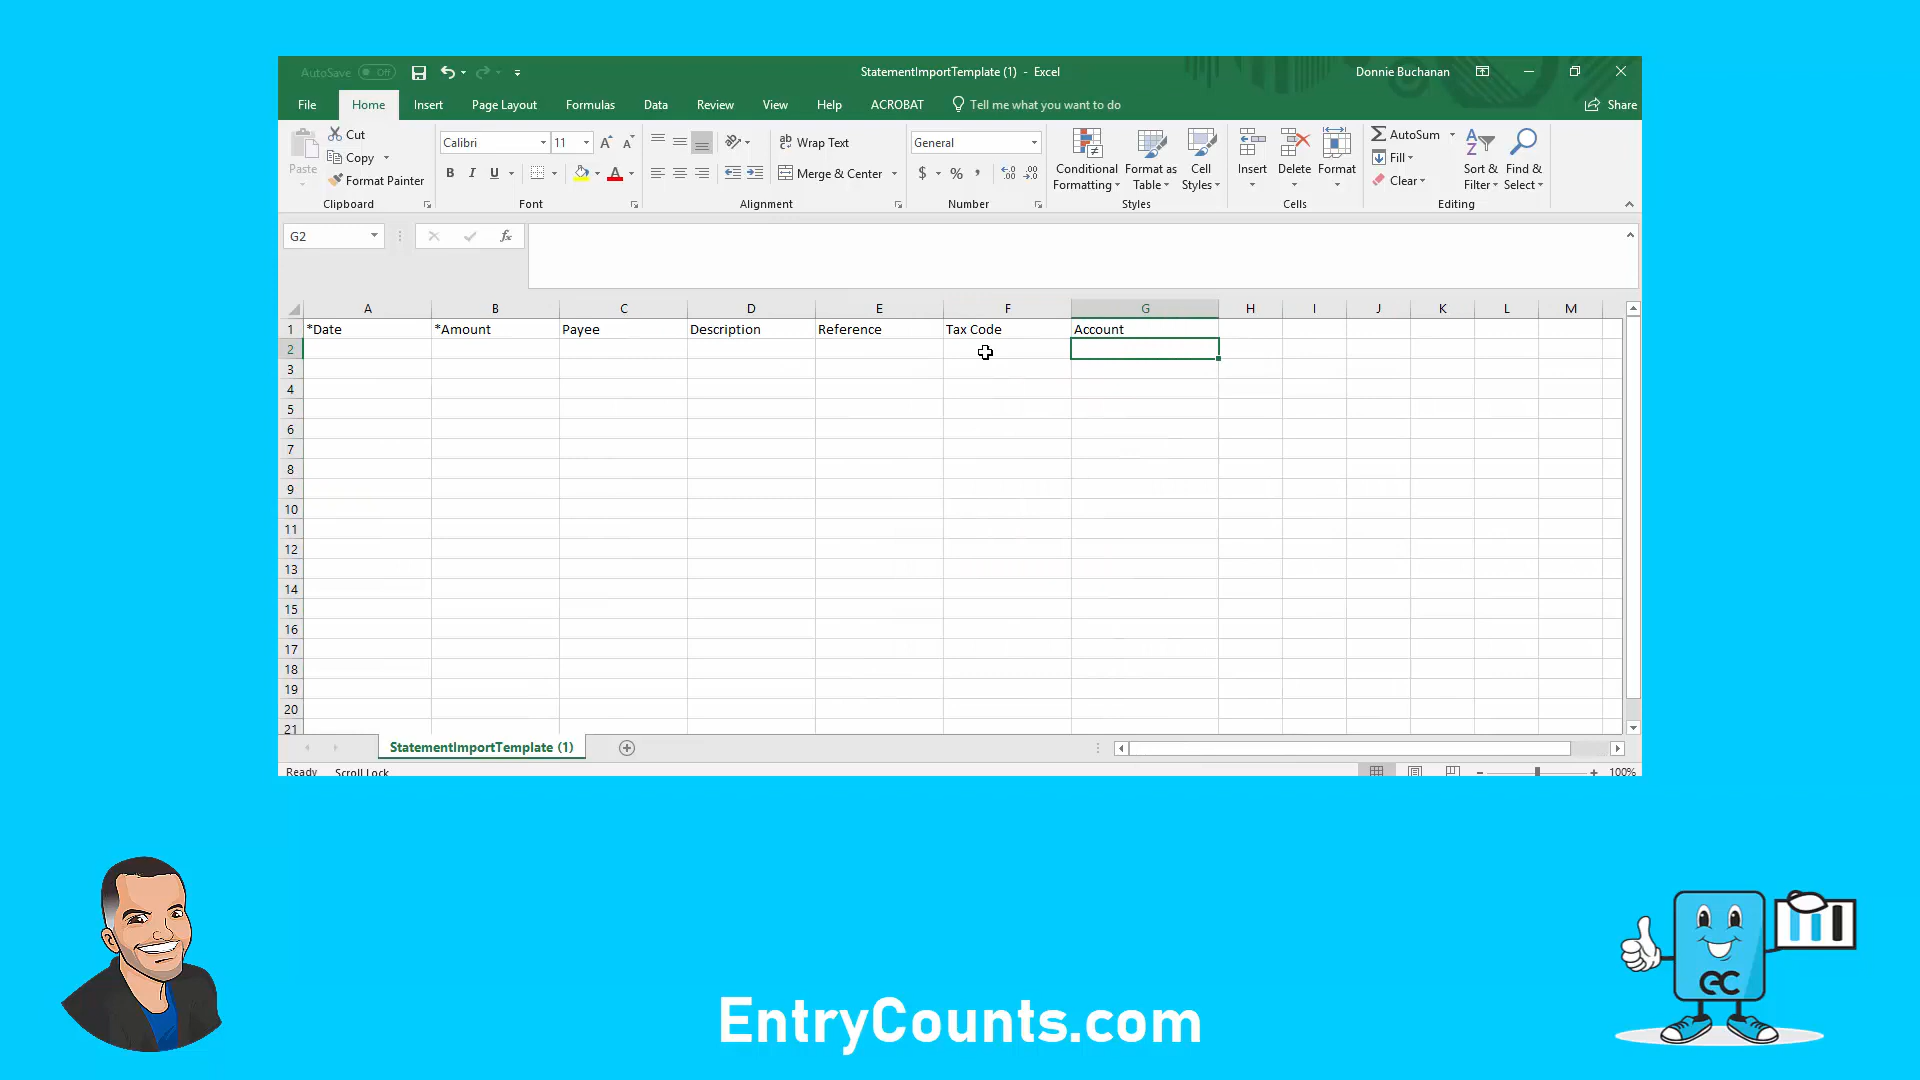 AutoSave Off
StatementImportTemplate (1) - Excel
Donnie Buchanan
File Home Insert Page Layout Formulas Data Review View Help ACROBAT Tell me what you want to do Share
Paste
Cut
Copy
Format Painter
Clipboard
Calibri 11
B I U
Font
Wrap Text
Merge & Center
Alignment
General
$ % ,
Number
Conditional Formatting
Format as Table
Cell Styles
Styles
Insert
Delete
Format
Cells
AutoSum
Fill
Clear
Sort & Filter
Find & Select
Editing
G2
fx
A B C D E F G H I J K L M
1 *Date *Amount Payee Description Reference Tax Code Account
2
3
4
5
6
7
8
9
10
11
12
13
14
15
16
17
18
19
20
21
StatementImportTemplate (1)
Ready Scroll Lock
100%
ec
EntryCounts.com